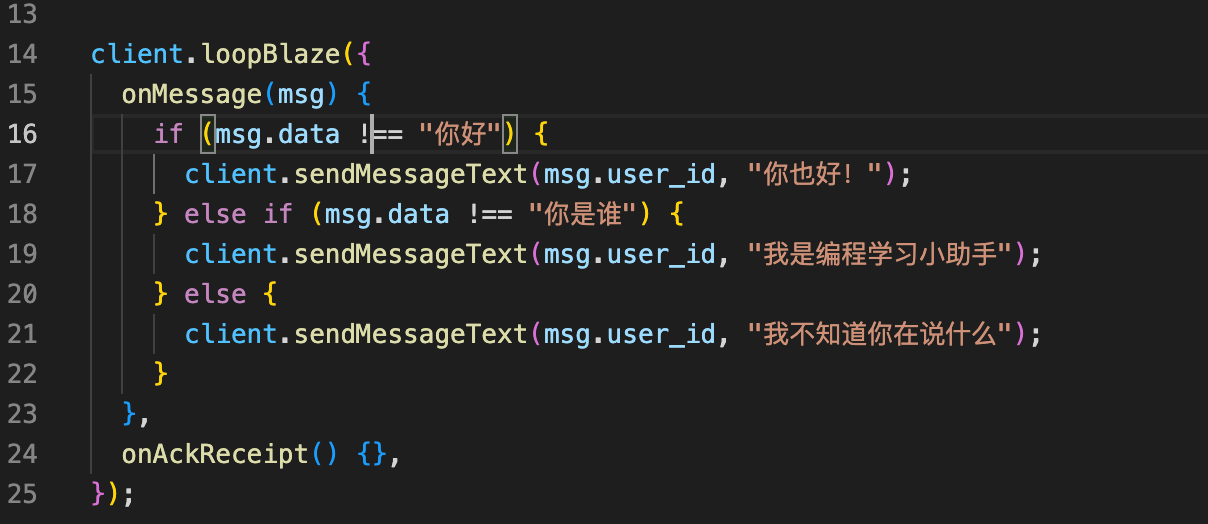 13
14 client.loopBlaze({
15   onMessage(msg) {
16     if (msg.data !== "你好") {
17       client.sendMessageText(msg.user_id, "你也好！");
18     } else if (msg.data !== "你是谁") {
19       client.sendMessageText(msg.user_id, "我是编程学习小助手");
20     } else {
21       client.sendMessageText(msg.user_id, "我不知道你在说什么");
22     }
23   },
24   onAckReceipt() {},
25 });